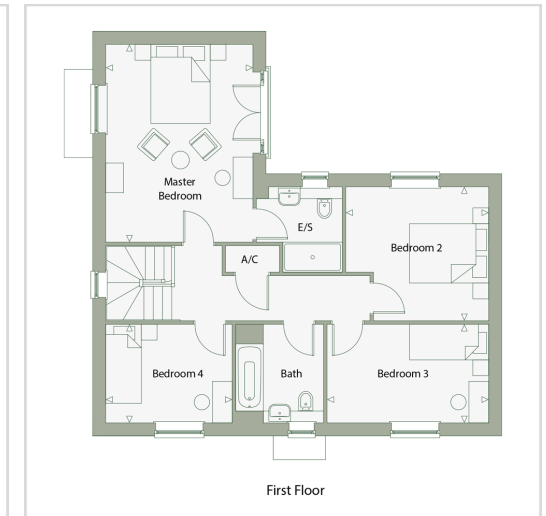 Master
Bedroom
E/S
Bedroom 2
A/C
Bedroom 4
Bath
Bedroom 3
First Floor